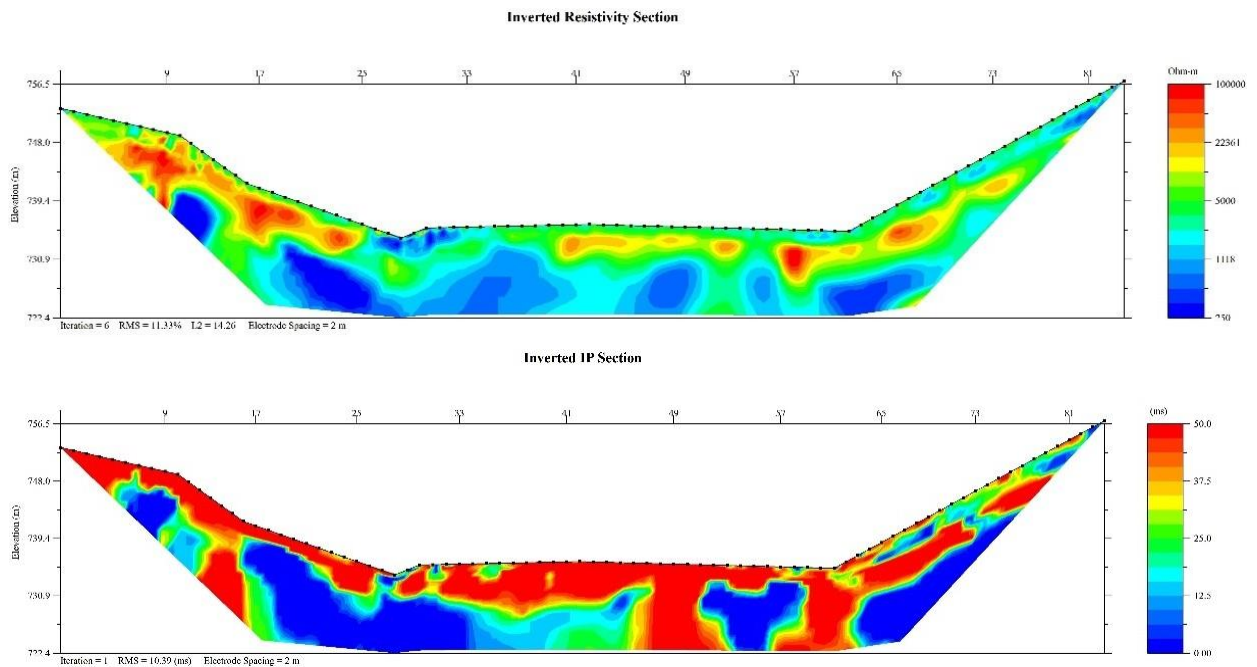 Inverted Resistivity Section
9 17 25 33 41 49 57 65 73 81
Ohm-m
756.5
748.0
739.4
730.9
722.4
Elevation (m)
100000
22361
5000
1118
250
Iteration = 6 RMS = 11.33% L2 = 14.26 Electrode Spacing = 2 m
Inverted IP Section
9 17 25 33 41 49 57 65 73 81
(ms)
756.5
748.0
739.4
730.9
722.4
Elevation (m)
50.0
37.5
25.0
12.5
0.00
Iteration = 1 RMS = 10.39 (ms) Electrode Spacing = 2 m